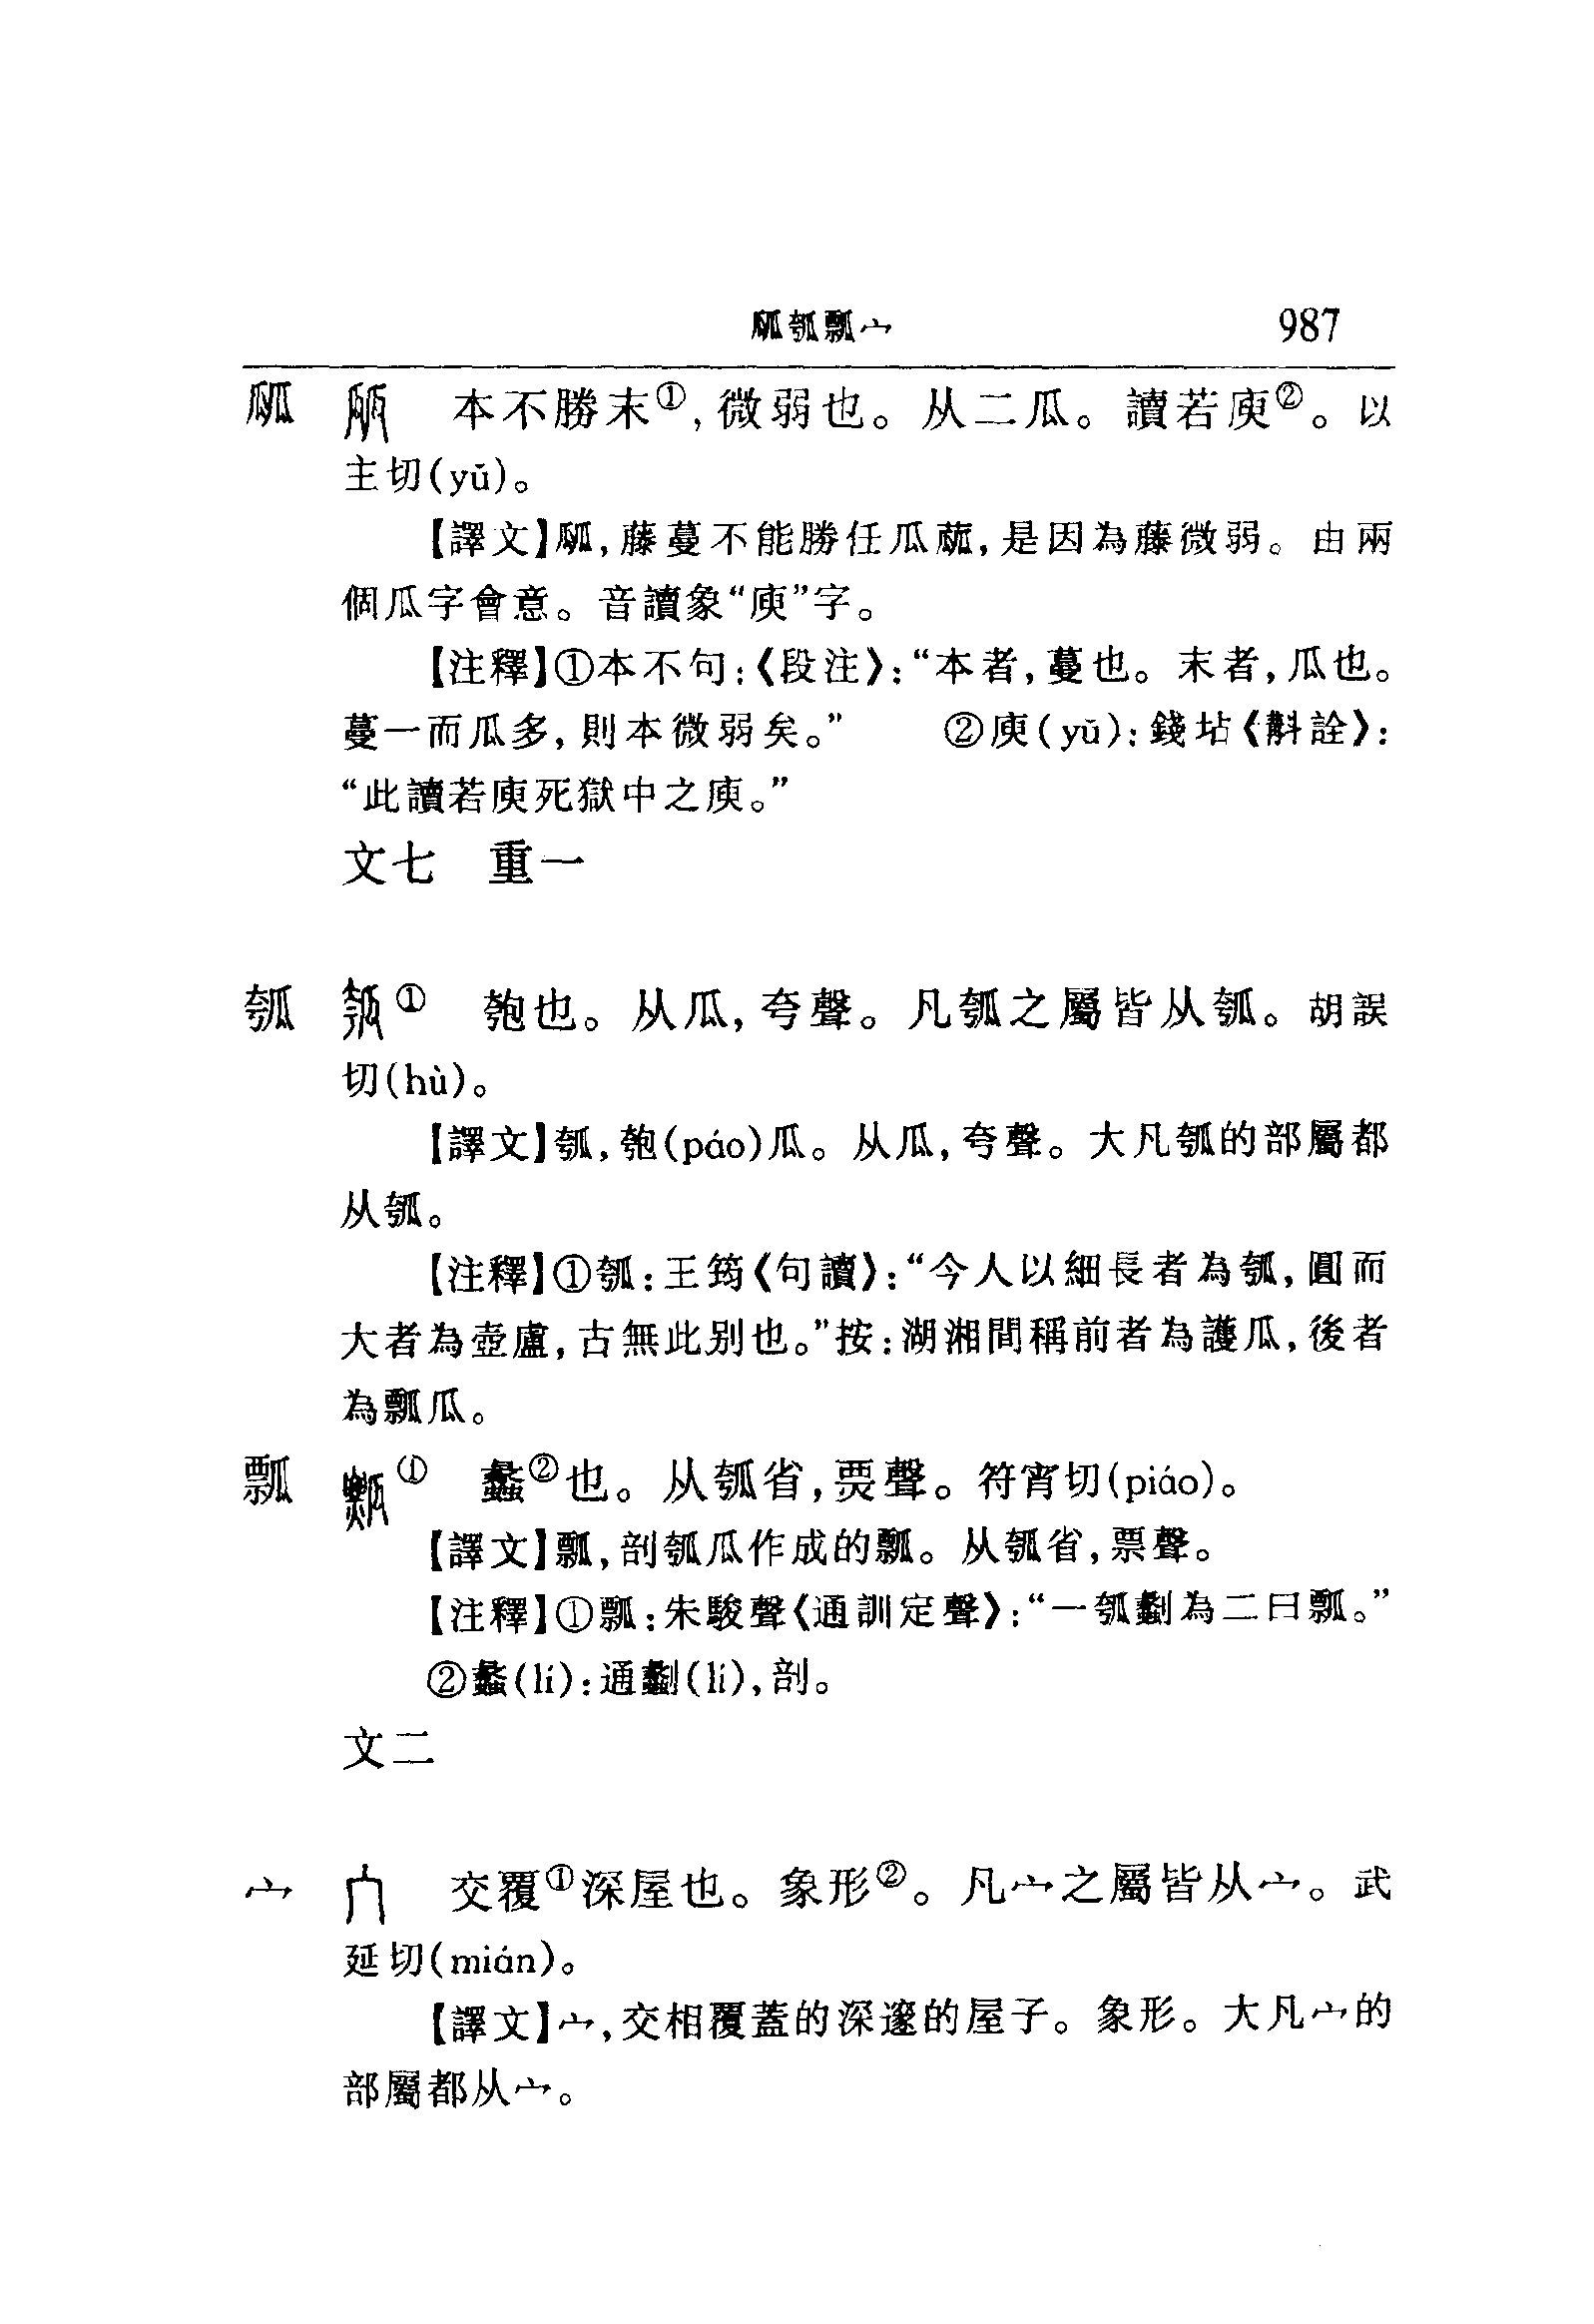 㼌瓠瓢宀 987
㼌 本不勝末①,微弱也。从二瓜。讀若庾②。以
主切(yǔ)。
【譯文】㼌,藤蔓不能勝任瓜蓏,是因為藤微弱。由兩
個瓜字會意。音讀象“庾”字。
【注釋】①本不句:《段注》:“本者,蔓也。末者,瓜也。
蔓一而瓜多,則本微弱矣。” ②庾(yǔ):錢坫《斠詮》:
“此讀若庾死獄中之庾。”
文七 重一
瓠 ① 匏也。从瓜,夸聲。凡瓠之屬皆从瓠。胡誤
切(hù)。
【譯文】瓠,匏(páo)瓜。从瓜,夸聲。大凡瓠的部屬都
从瓠。
【注釋】①瓠:王筠《句讀》:“今人以細長者為瓠,圓而
大者為壺盧,古無此别也。”按:湖湘間稱前者為護瓜,後者
為瓢瓜。
瓢 ① 蠡②也。从瓠省,票聲。符宵切(piáo)。
【譯文】瓢,剖瓠瓜作成的瓢。从瓠省,票聲。
【注釋】①瓢:朱駿聲《通訓定聲》:“一瓠劙為二曰瓢。”
②蠡(lí):通劙(lí),剖。
文二
宀 交覆①深屋也。象形②。凡宀之屬皆从宀。武
延切(mián)。
【譯文】宀,交相覆蓋的深邃的屋子。象形。大凡宀的
部屬都从宀。